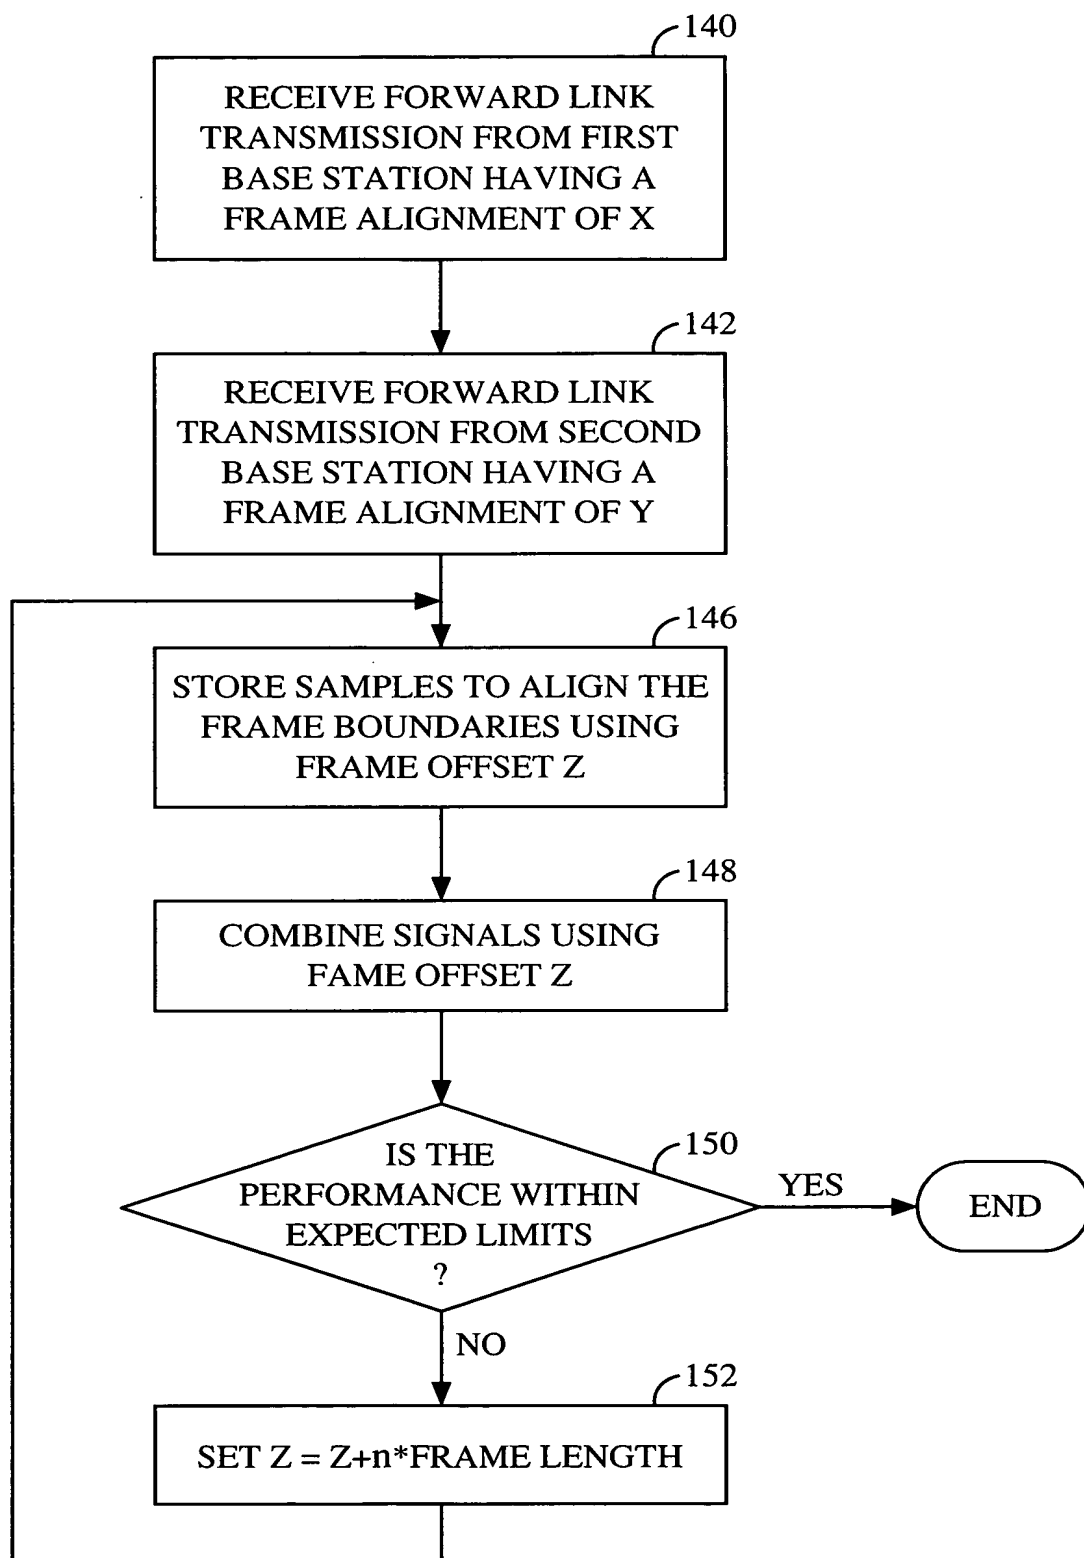 140
RECEIVE FORWARD LINK
TRANSMISSION FROM FIRST
BASE STATION HAVING A
FRAME ALIGNMENT OF X
142
RECEIVE FORWARD LINK
TRANSMISSION FROM SECOND
BASE STATION HAVING A
FRAME ALIGNMENT OF Y
146
STORE SAMPLES TO ALIGN THE
FRAME BOUNDARIES USING
FRAME OFFSET Z
148
COMBINE SIGNALS USING
FAME OFFSET Z
150
IS THE
PERFORMANCE WITHIN
EXPECTED LIMITS
?
YES
END
NO
152
SET Z = Z+n*FRAME LENGTH